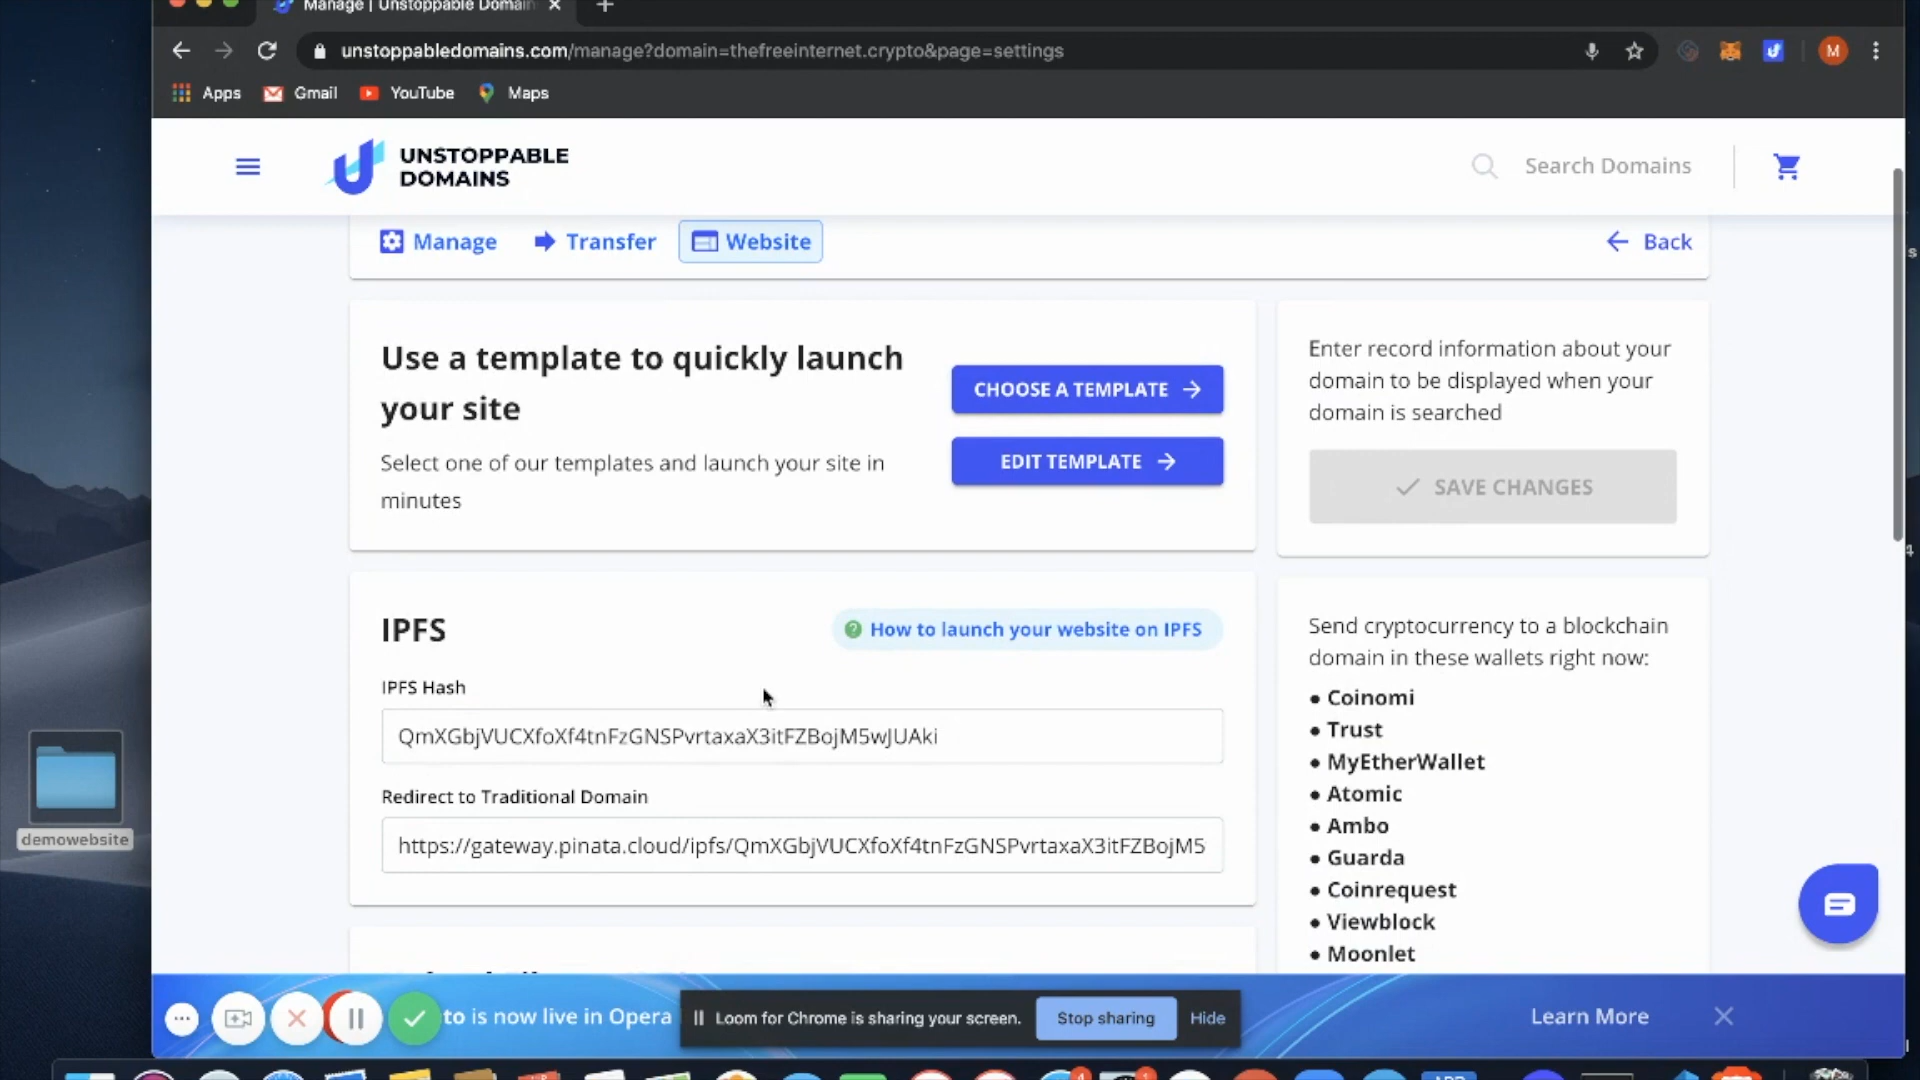 Manage | Unstoppable Domain
unstoppabledomains.com/manage?domain=thefreeinternet.crypto&page=settings
M
Apps
Gmail
YouTube
Maps
UNSTOPPABLE
DOMAINS
Search Domains
Manage
Transfer
Website
Back
Use a template to quickly launch
your site
Select one of our templates and launch your site in
minutes
CHOOSE A TEMPLATE
EDIT TEMPLATE
Enter record information about your
domain to be displayed when your
domain is searched
SAVE CHANGES
IPFS
How to launch your website on IPFS
IPFS Hash
QmXGbjVUCXfoXf4tnFzGNSPvrtaxaX3itFZBojM5wJUAki
Redirect to Traditional Domain
https://gateway.pinata.cloud/ipfs/QmXGbjVUCXfoXf4tnFzGNSPvrtaxaX3itFZBojM5
Send cryptocurrency to a blockchain
domain in these wallets right now:
• Coinomi
• Trust
• MyEtherWallet
• Atomic
• Ambo
• Guarda
• Coinrequest
• Viewblock
• Moonlet
demowebsite
to is now live in Opera
Loom for Chrome is sharing your screen.
Stop sharing
Hide
Learn More